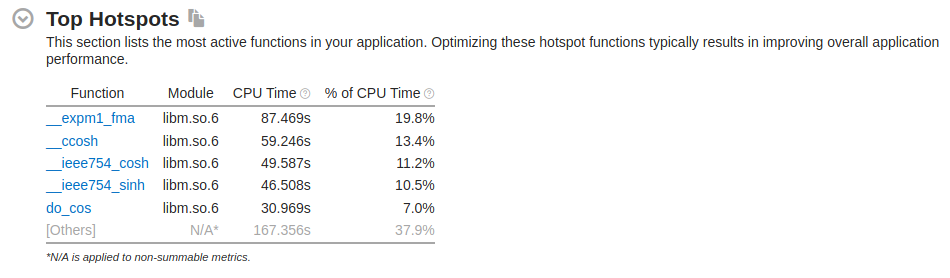 Top Hotspots
This section lists the most active functions in your application. Optimizing these hotspot functions typically results in improving overall application
performance.
Function Module CPU Time ? % of CPU Time ?
__expm1_fma libm.so.6 87.469s 19.8%
__ccosh libm.so.6 59.246s 13.4%
__ieee754_cosh libm.so.6 49.587s 11.2%
__ieee754_sinh libm.so.6 46.508s 10.5%
do_cos libm.so.6 30.969s 7.0%
[Others] N/A* 167.356s 37.9%
*N/A is applied to non-summable metrics.